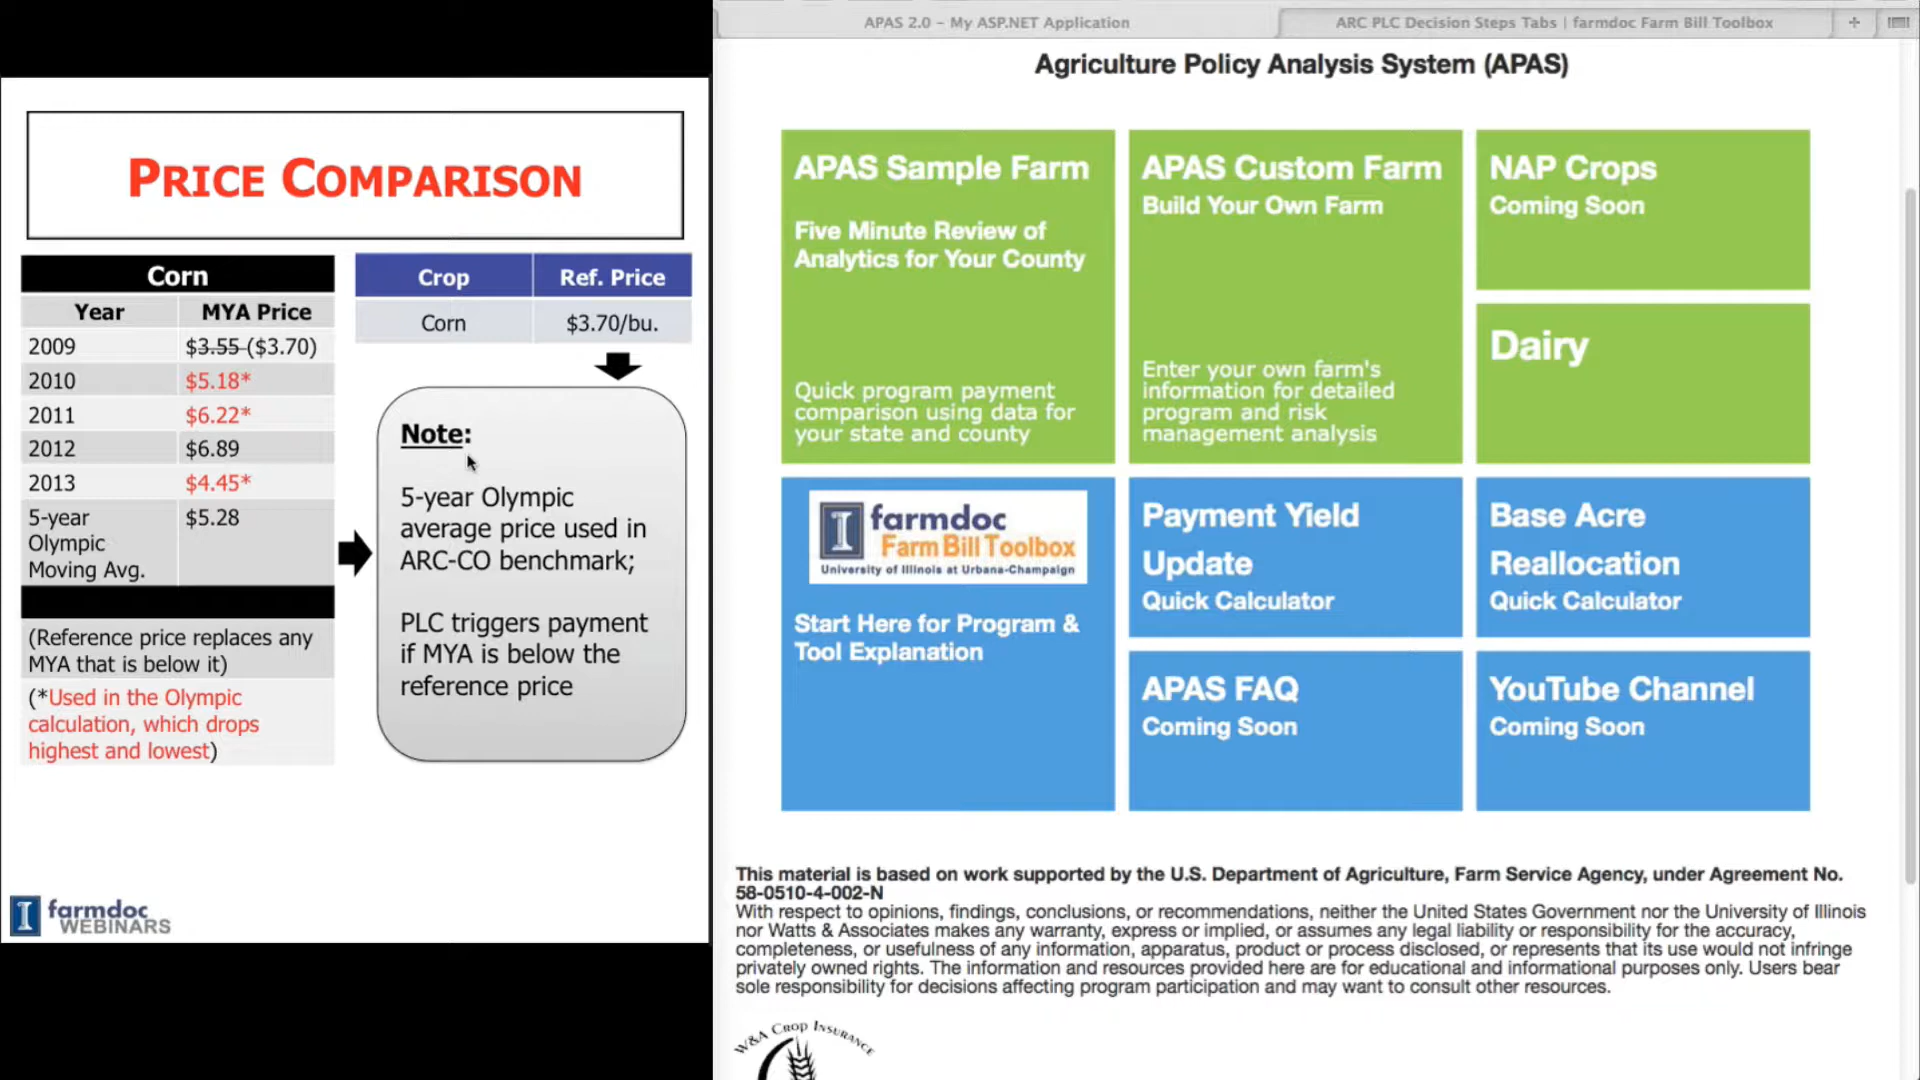 PRICE COMPARISON
Corn
Year MYA Price
2009 $3.55 ($3.70)
2010 $5.18*
2011 $6.22*
2012 $6.89
2013 $4.45*
5-year $5.28
Olympic
Moving Avg.
(Reference price replaces any
MYA that is below it)
(*Used in the Olympic
calculation, which drops
highest and lowest)
Crop Ref. Price
Corn $3.70/bu.
Note:
5-year Olympic
average price used in
ARC-CO benchmark;
PLC triggers payment
if MYA is below the
reference price
I farmdoc
WEBINARS
APAS 2.0 – My ASP.NET Application
ARC PLC Decision Steps Tabs | farmdoc Farm Bill Toolbox
Agriculture Policy Analysis System (APAS)
APAS Sample Farm
Five Minute Review of
Analytics for Your County
Quick program payment
comparison using data for
your state and county
APAS Custom Farm
Build Your Own Farm
Enter your own farm's
information for detailed
program and risk
management analysis
NAP Crops
Coming Soon
Dairy
I farmdoc
Farm Bill Toolbox
University of Illinois at Urbana-Champaign
Start Here for Program &
Tool Explanation
Payment Yield
Update
Quick Calculator
Base Acre
Reallocation
Quick Calculator
APAS FAQ
Coming Soon
YouTube Channel
Coming Soon
This material is based on work supported by the U.S. Department of Agriculture, Farm Service Agency, under Agreement No.
58-0510-4-002-N
With respect to opinions, findings, conclusions, or recommendations, neither the United States Government nor the University of Illinois
nor Watts & Associates makes any warranty, express or implied, or assumes any legal liability or responsibility for the accuracy,
completeness, or usefulness of any information, apparatus, product or process disclosed, or represents that its use would not infringe
privately owned rights. The information and resources provided here are for educational and informational purposes only. Users bear
sole responsibility for decisions affecting program participation and may want to consult other resources.
W&A CROP INSURANCE